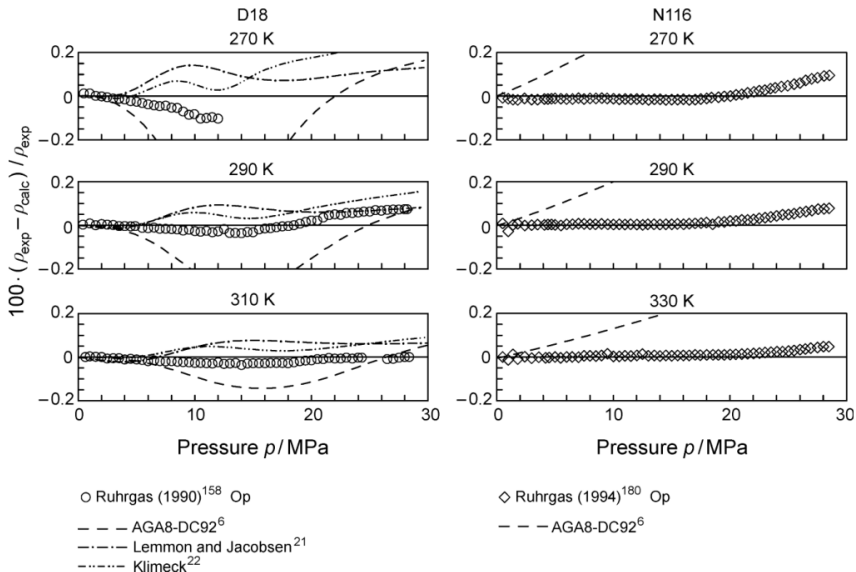 D18 N116
270 K 270 K
0.2 0.2
0 0
−0.2 −0.2
290 K 290 K
0.2 0.2
0 0
−0.2 −0.2
310 K 330 K
0.2 0.2
0 0
−0.2 −0.2
0 10 20 30 0 10 20 30
100·(ρexp−ρcalc)/ρexp
Pressure p/MPa Pressure p/MPa
Ruhrgas (1990)158 Op Ruhrgas (1994)180 Op
AGA8-DC926 AGA8-DC926
Lemmon and Jacobsen21
Klimeck22